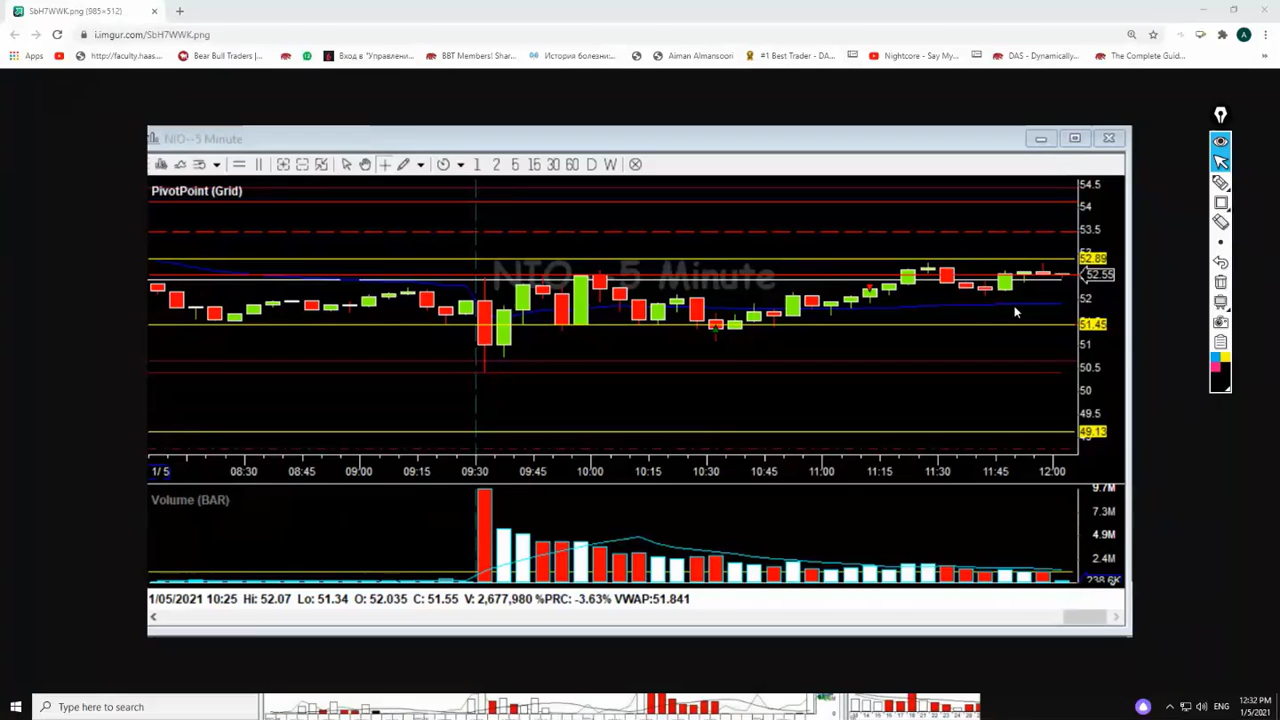 SbH7WWK.png (985×512)
i.imgur.com/SbH7WWK.png
A
Apps
http://faculty.haas...
Bear Bull Traders |...
Вход в "Управлени...
BBT Members! Shar...
История болезни...
Aiman Almansoori
#1 Best Trader - DA...
Nightcore - Say My...
DAS - Dynamically...
The Complete Guid...
NIO--5 Minute
1 2 5 15 30 60 D W
PivotPoint (Grid)
NIO--5 Minute
54.5
54
53.5
53
52.89
52.55
52
51.45
51
50.5
50
49.5
49.13
1/ 5 08:30 08:45 09:00 09:15 09:30 09:45 10:00 10:15 10:30 10:45 11:00 11:15 11:30 11:45 12:00
Volume (BAR)
9.7M
7.3M
4.9M
2.4M
238.6K
1/05/2021 10:25 Hi: 52.07 Lo: 51.34 O: 52.035 C: 51.55 V: 2,677,980 %PRC: -3.63% VWAP:51.841
Type here to search
ENG
12:32 PM
1/5/2021